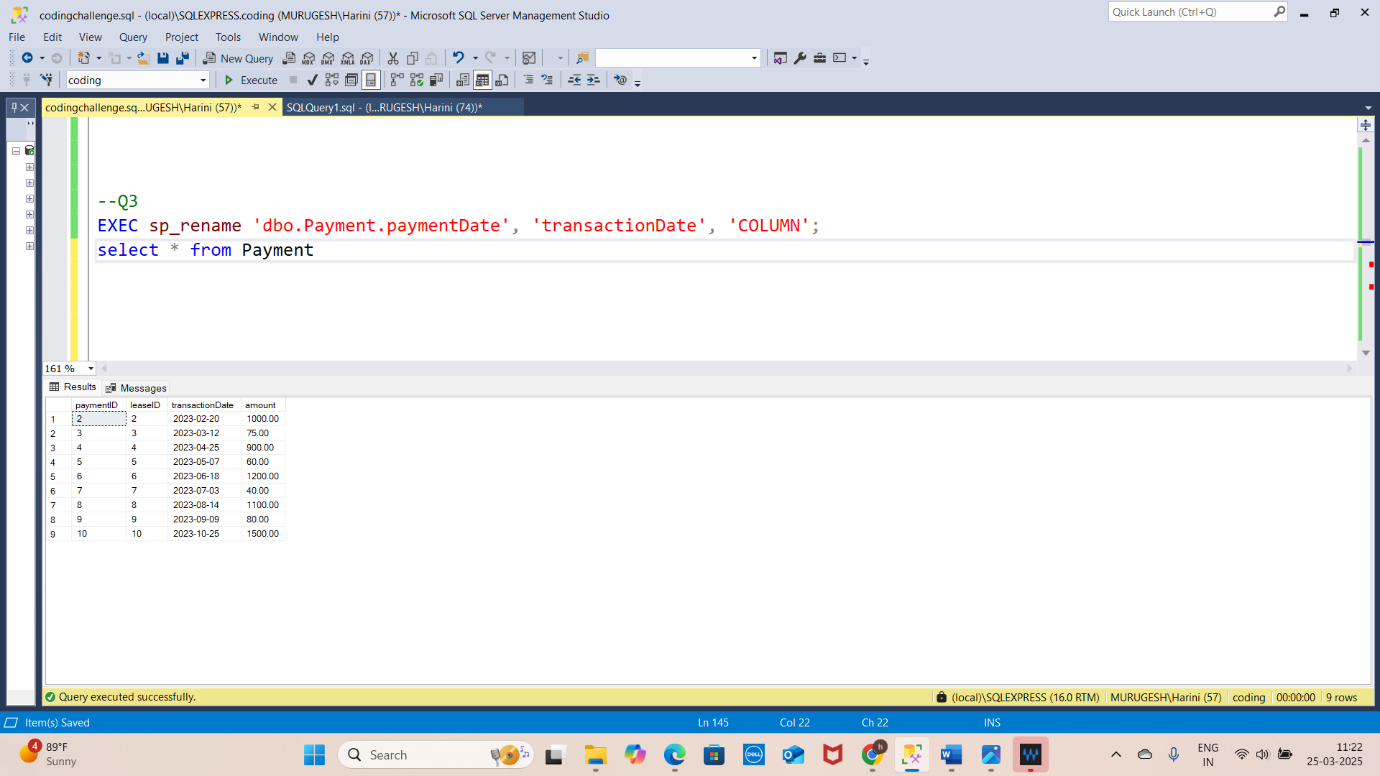 codingchallenge.sql - (local)\SQLEXPRESS.coding (MURUGESH\Harini (57))* - Microsoft SQL Server Management Studio
Quick Launch (Ctrl+Q)
File Edit View Query Project Tools Window Help
New Query
coding Execute
codingchallenge.sq...UGESH\Harini (57))* SQLQuery1.sql - (l...RUGESH\Harini (74))*
--Q3
EXEC sp_rename 'dbo.Payment.paymentDate', 'transactionDate', 'COLUMN';
select * from Payment
161 %
Results Messages
paymentID leaseID transactionDate amount
1 2 2 2023-02-20 1000.00
2 3 3 2023-03-12 75.00
3 4 4 2023-04-25 900.00
4 5 5 2023-05-07 60.00
5 6 6 2023-06-18 1200.00
6 7 7 2023-07-03 40.00
7 8 8 2023-08-14 1100.00
8 9 9 2023-09-09 80.00
9 10 10 2023-10-25 1500.00
Query executed successfully. (local)\SQLEXPRESS (16.0 RTM) MURUGESH\Harini (57) coding 00:00:00 9 rows
Item(s) Saved Ln 145 Col 22 Ch 22 INS
4 89°F
Sunny
Search
DELL
h
ENG
IN
11:22
25-03-2025